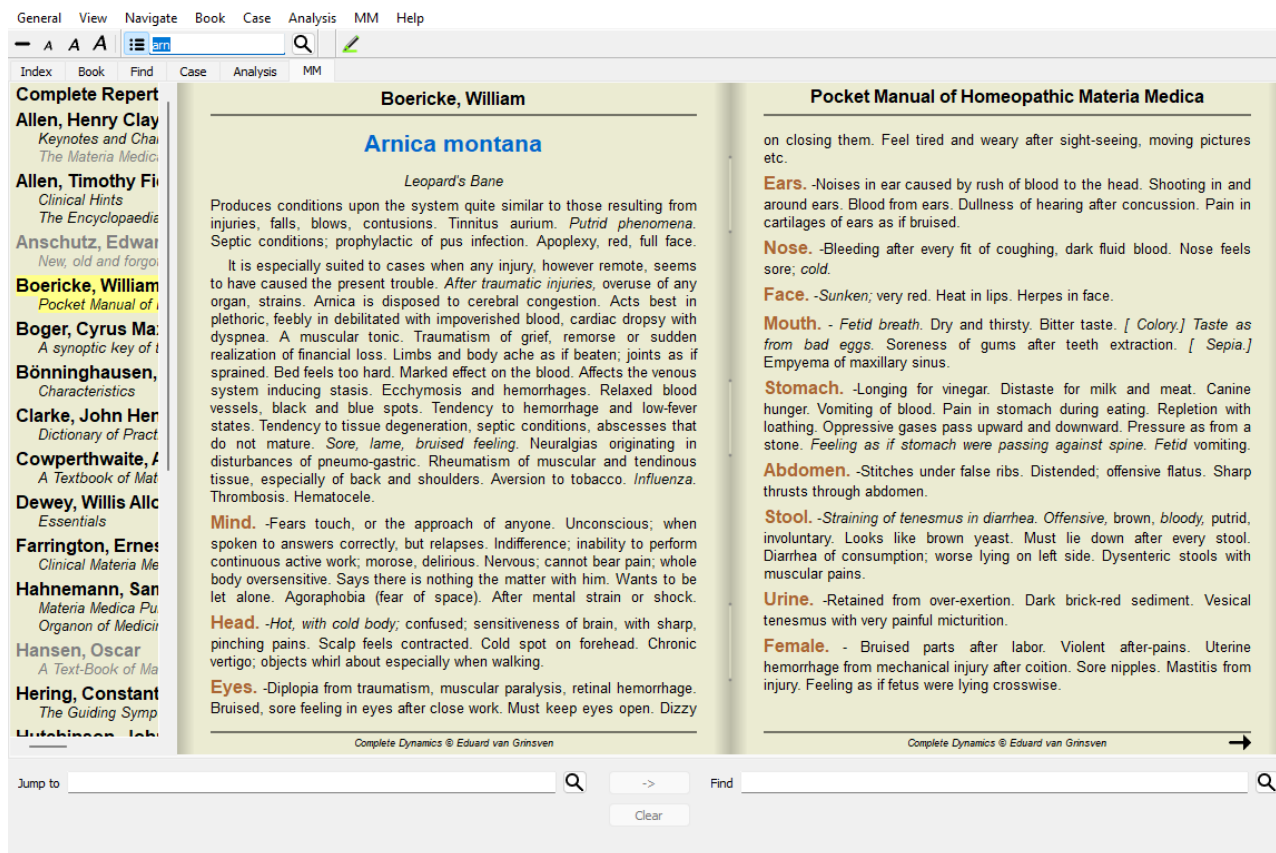 General View Navigate Book Case Analysis MM Help
A A A arn
Index Book Find Case Analysis MM
Complete Repert
Allen, Henry Clay
Keynotes and Cha
The Materia Medic
Allen, Timothy Fi
Clinical Hints
The Encyclopaedia
Anschutz, Edwar
New, old and forgo
Boericke, William
Pocket Manual of
Boger, Cyrus Ma
A synoptic key of t
Bönninghausen,
Characteristics
Clarke, John Hen
Dictionary of Pract
Cowperthwaite, A
A Textbook of Mat
Dewey, Willis Allo
Essentials
Farrington, Ernes
Clinical Materia Me
Hahnemann, Sam
Materia Medica Pu
Organon of Medicin
Hansen, Oscar
A Text-Book of Ma
Hering, Constant
The Guiding Symp
Hutchinson, John
Boericke, William
Arnica montana
Leopard's Bane
Produces conditions upon the system quite similar to those resulting from
injuries, falls, blows, contusions. Tinnitus aurium. Putrid phenomena.
Septic conditions; prophylactic of pus infection. Apoplexy, red, full face.
It is especially suited to cases when any injury, however remote, seems
to have caused the present trouble. After traumatic injuries, overuse of any
organ, strains. Arnica is disposed to cerebral congestion. Acts best in
plethoric, feebly in debilitated with impoverished blood, cardiac dropsy with
dyspnea. A muscular tonic. Traumatism of grief, remorse or sudden
realization of financial loss. Limbs and body ache as if beaten; joints as if
sprained. Bed feels too hard. Marked effect on the blood. Affects the venous
system inducing stasis. Ecchymosis and hemorrhages. Relaxed blood
vessels, black and blue spots. Tendency to hemorrhage and low-fever
states. Tendency to tissue degeneration, septic conditions, abscesses that
do not mature. Sore, lame, bruised feeling. Neuralgias originating in
disturbances of pneumo-gastric. Rheumatism of muscular and tendinous
tissue, especially of back and shoulders. Aversion to tobacco. Influenza.
Thrombosis. Hematocele.
Mind. -Fears touch, or the approach of anyone. Unconscious; when
spoken to answers correctly, but relapses. Indifference; inability to perform
continuous active work; morose, delirious. Nervous; cannot bear pain; whole
body oversensitive. Says there is nothing the matter with him. Wants to be
let alone. Agoraphobia (fear of space). After mental strain or shock.
Head. -Hot, with cold body; confused; sensitiveness of brain, with sharp,
pinching pains. Scalp feels contracted. Cold spot on forehead. Chronic
vertigo; objects whirl about especially when walking.
Eyes. -Diplopia from traumatism, muscular paralysis, retinal hemorrhage.
Bruised, sore feeling in eyes after close work. Must keep eyes open. Dizzy
Complete Dynamics © Eduard van Grinsven
Pocket Manual of Homeopathic Materia Medica
on closing them. Feel tired and weary after sight-seeing, moving pictures
etc.
Ears. -Noises in ear caused by rush of blood to the head. Shooting in and
around ears. Blood from ears. Dullness of hearing after concussion. Pain in
cartilages of ears as if bruised.
Nose. -Bleeding after every fit of coughing, dark fluid blood. Nose feels
sore; cold.
Face. -Sunken; very red. Heat in lips. Herpes in face.
Mouth. - Fetid breath. Dry and thirsty. Bitter taste. [ Colory.] Taste as
from bad eggs. Soreness of gums after teeth extraction. [ Sepia.]
Empyema of maxillary sinus.
Stomach. -Longing for vinegar. Distaste for milk and meat. Canine
hunger. Vomiting of blood. Pain in stomach during eating. Repletion with
loathing. Oppressive gases pass upward and downward. Pressure as from a
stone. Feeling as if stomach were passing against spine. Fetid vomiting.
Abdomen. -Stitches under false ribs. Distended; offensive flatus. Sharp
thrusts through abdomen.
Stool. -Straining of tenesmus in diarrhea. Offensive, brown, bloody, putrid,
involuntary. Looks like brown yeast. Must lie down after every stool.
Diarrhea of consumption; worse lying on left side. Dysenteric stools with
muscular pains.
Urine. -Retained from over-exertion. Dark brick-red sediment. Vesical
tenesmus with very painful micturition.
Female. - Bruised parts after labor. Violent after-pains. Uterine
hemorrhage from mechanical injury after coition. Sore nipples. Mastitis from
injury. Feeling as if fetus were lying crosswise.
Complete Dynamics © Eduard van Grinsven
Jump to -> Find
Clear